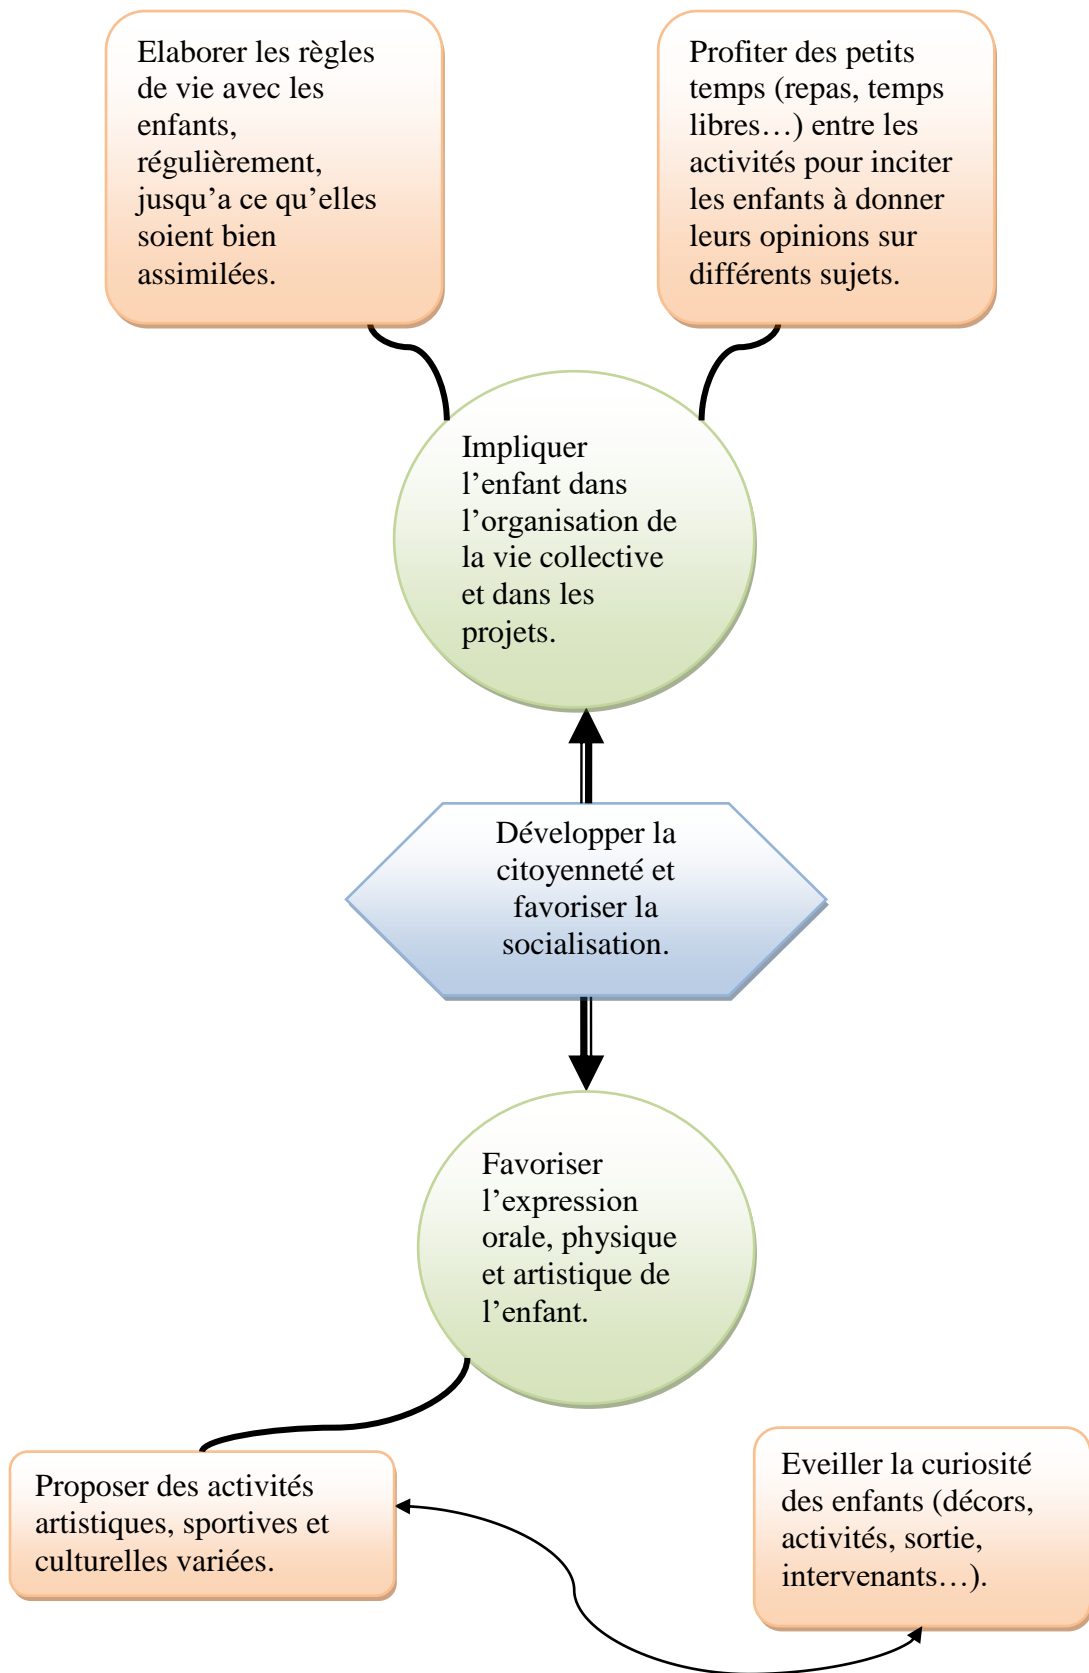 Elaborer les règles
de vie avec les
enfants,
régulièrement,
jusqu’a ce qu’elles
soient bien
assimilées.
Profiter des petits
temps (repas, temps
libres…) entre les
activités pour inciter
les enfants à donner
leurs opinions sur
différents sujets.
Impliquer
l’enfant dans
l’organisation de
la vie collective
et dans les
projets.
Développer la
citoyenneté et
favoriser la
socialisation.
Favoriser
l’expression
orale, physique
et artistique de
l’enfant.
Proposer des activités
artistiques, sportives et
culturelles variées.
Eveiller la curiosité
des enfants (décors,
activités, sortie,
intervenants…).